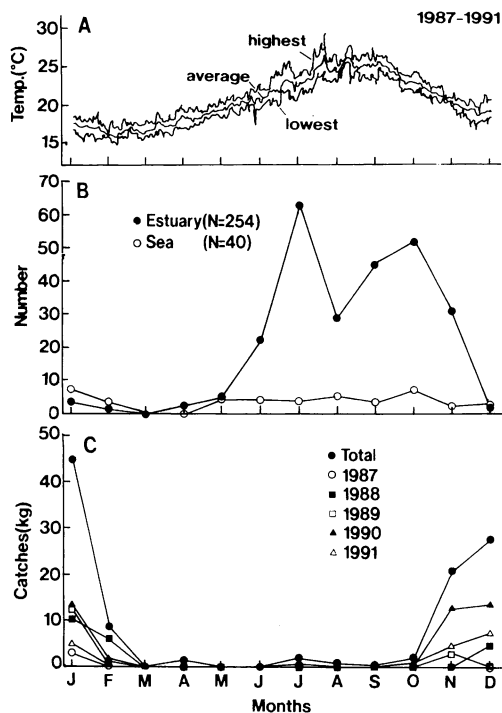 1987-1991
A
highest
average
lowest
Temp.(°C)
30
25
20
15
B
Estuary(N=254)
Sea (N=40)
Number
70
60
50
40
30
20
10
0
C
Total
1987
1988
1989
1990
1991
Catches(kg)
50
40
30
20
10
0
J F M A M J J A S O N D
Months